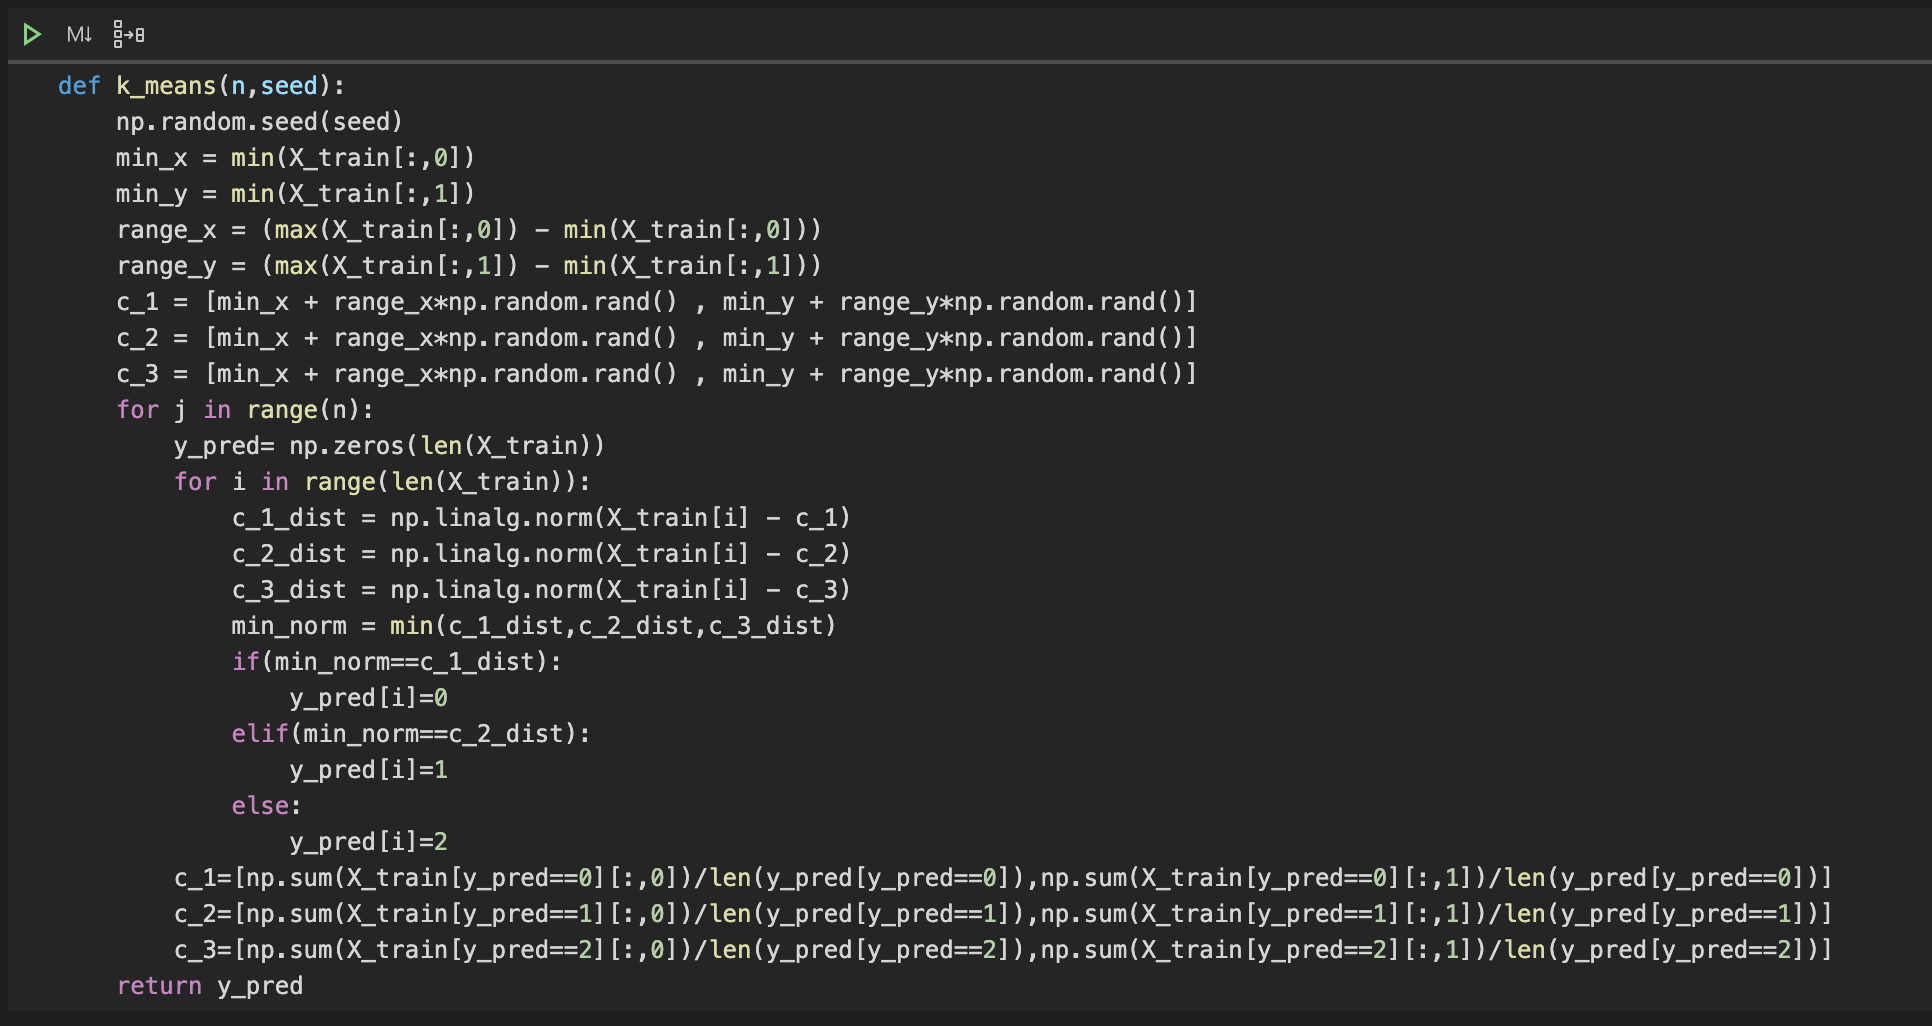 M↓
def k_means(n,seed):
    np.random.seed(seed)
    min_x = min(X_train[:,0])
    min_y = min(X_train[:,1])
    range_x = (max(X_train[:,0]) - min(X_train[:,0]))
    range_y = (max(X_train[:,1]) - min(X_train[:,1]))
    c_1 = [min_x + range_x*np.random.rand() , min_y + range_y*np.random.rand()]
    c_2 = [min_x + range_x*np.random.rand() , min_y + range_y*np.random.rand()]
    c_3 = [min_x + range_x*np.random.rand() , min_y + range_y*np.random.rand()]
    for j in range(n):
        y_pred= np.zeros(len(X_train))
        for i in range(len(X_train)):
            c_1_dist = np.linalg.norm(X_train[i] - c_1)
            c_2_dist = np.linalg.norm(X_train[i] - c_2)
            c_3_dist = np.linalg.norm(X_train[i] - c_3)
            min_norm = min(c_1_dist,c_2_dist,c_3_dist)
            if(min_norm==c_1_dist):
                y_pred[i]=0
            elif(min_norm==c_2_dist):
                y_pred[i]=1
            else:
                y_pred[i]=2
        c_1=[np.sum(X_train[y_pred==0][:,0])/len(y_pred[y_pred==0]),np.sum(X_train[y_pred==0][:,1])/len(y_pred[y_pred==0])]
        c_2=[np.sum(X_train[y_pred==1][:,0])/len(y_pred[y_pred==1]),np.sum(X_train[y_pred==1][:,1])/len(y_pred[y_pred==1])]
        c_3=[np.sum(X_train[y_pred==2][:,0])/len(y_pred[y_pred==2]),np.sum(X_train[y_pred==2][:,1])/len(y_pred[y_pred==2])]
    return y_pred